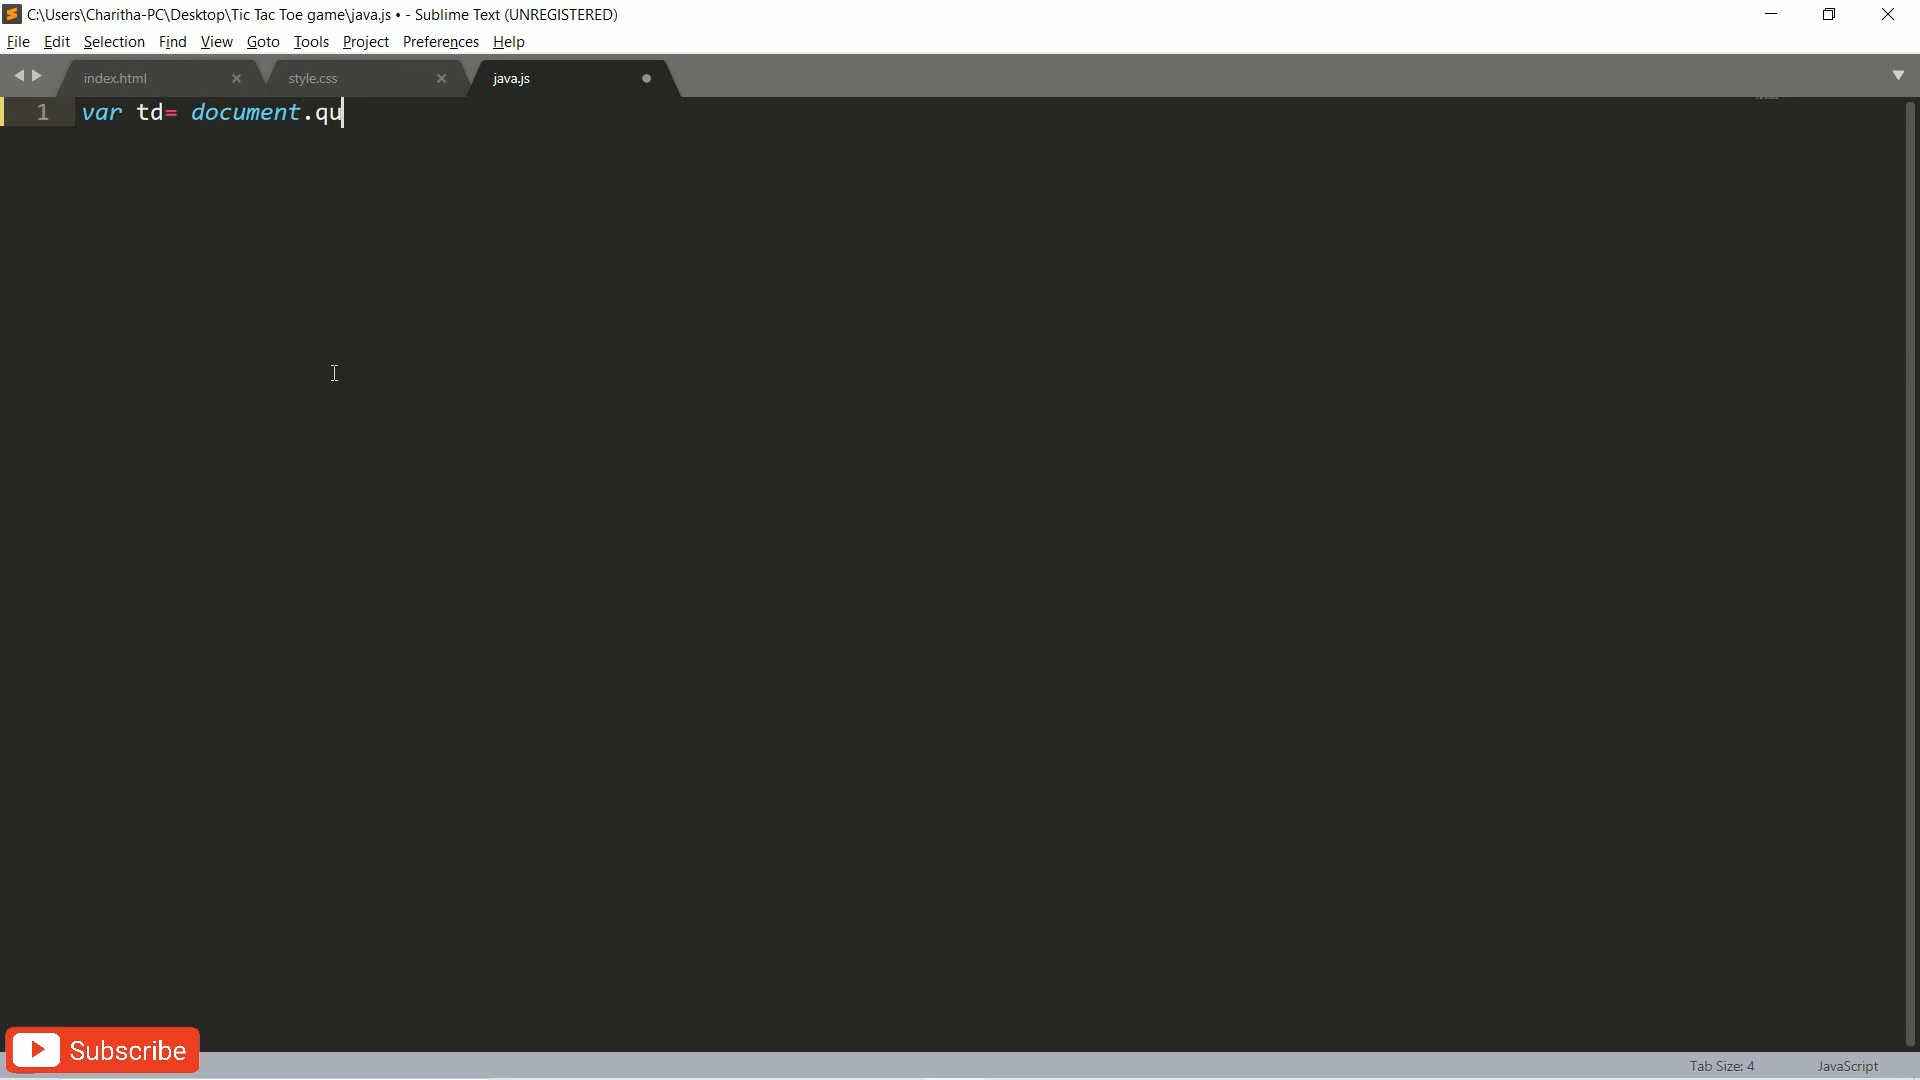 C:\Users\Charitha-PC\Desktop\Tic Tac Toe game\java.js • - Sublime Text (UNREGISTERED)
File Edit Selection Find View Goto Tools Project Preferences Help
index.html style.css java.js
1 var td= document.qu
Subscribe
Tab Size: 4 JavaScript